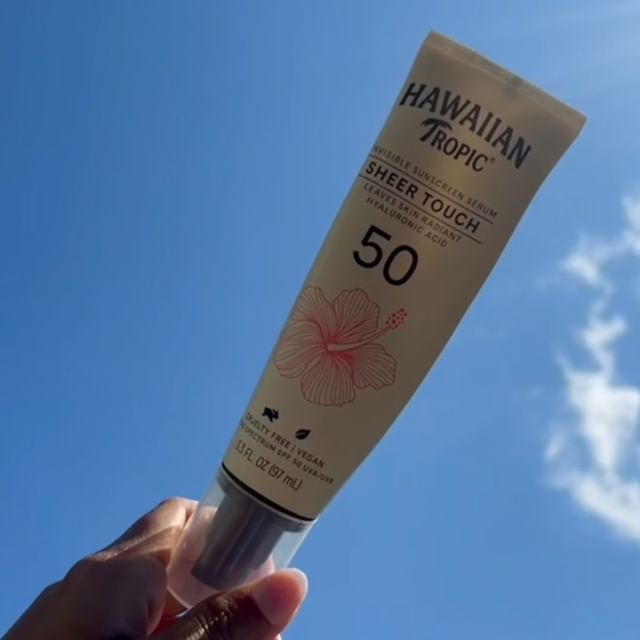 HAWAIIAN
TROPIC®
INVISIBLE SUNSCREEN SERUM
SHEER TOUCH
LEAVES SKIN RADIANT
HYALURONIC ACID
50
CRUELTY FREE | VEGAN
SPECTRUM SPF 50 UVA/UVB
3.3 FL OZ (97 mL)